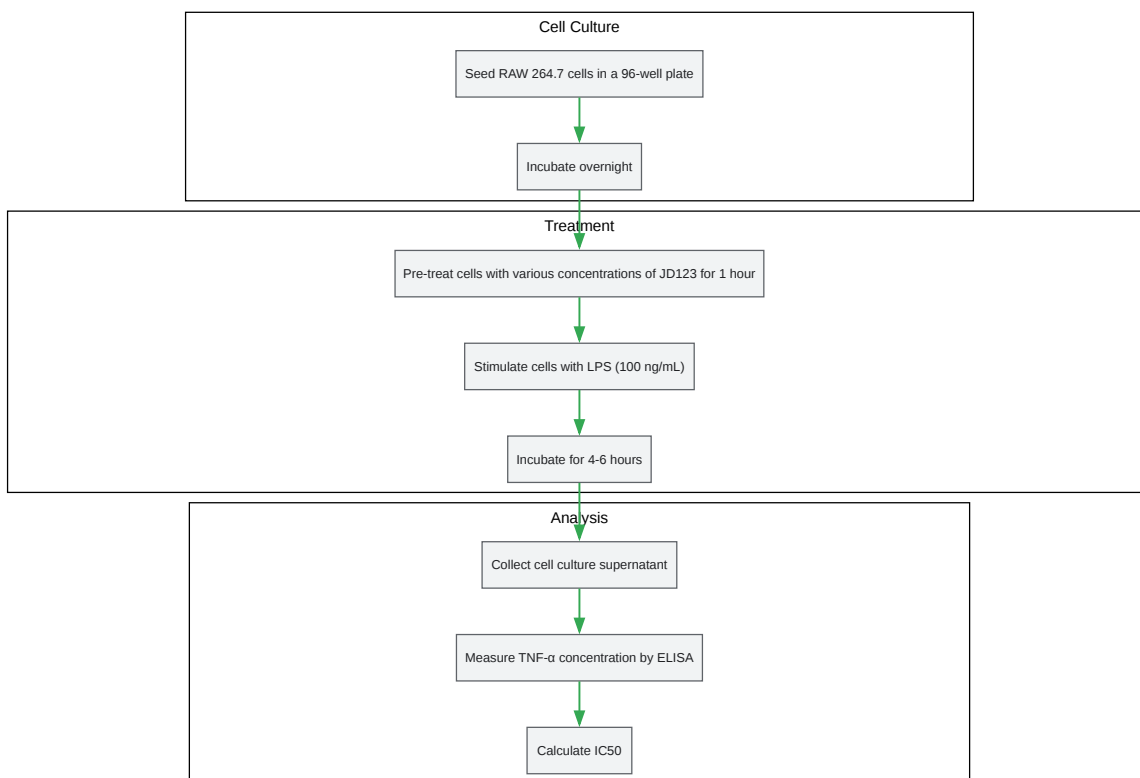 Cell Culture
Seed RAW 264.7 cells in a 96-well plate
Incubate overnight
Treatment
Pre-treat cells with various concentrations of JD123 for 1 hour
Stimulate cells with LPS (100 ng/mL)
Incubate for 4-6 hours
Analysis
Collect cell culture supernatant
Measure TNF-α concentration by ELISA
Calculate IC50